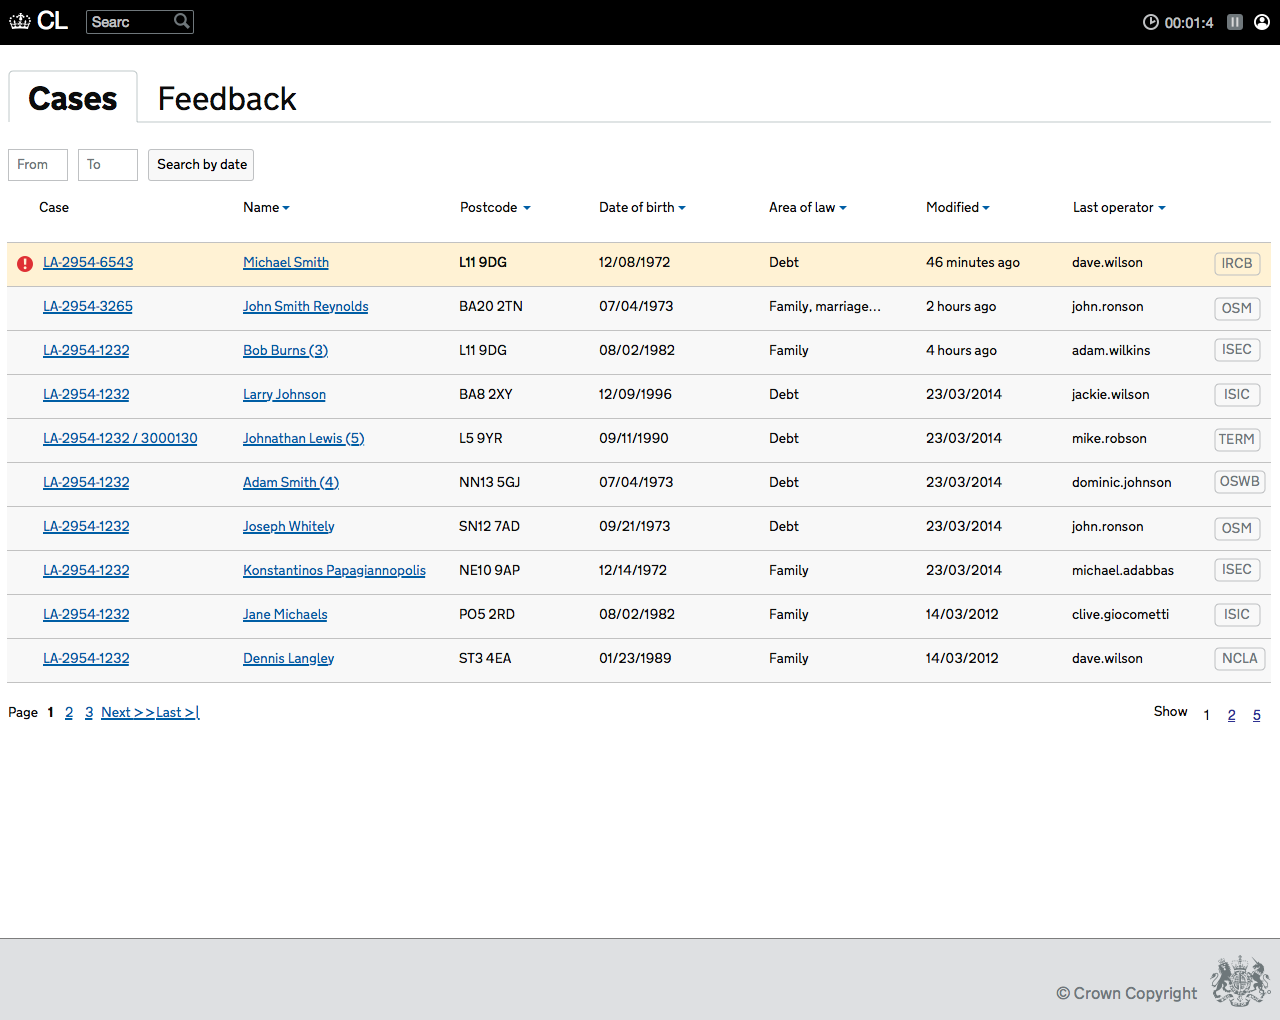 CL Searc 00:01:4
Cases Feedback
From To Search by date
Case Name Postcode Date of birth Area of law Modified Last operator
LA-2954-6543 Michael Smith L11 9DG 12/08/1972 Debt 46 minutes ago dave.wilson IRCB
LA-2954-3265 John Smith Reynolds BA20 2TN 07/04/1973 Family, marriage... 2 hours ago john.ronson OSM
LA-2954-1232 Bob Burns (3) L11 9DG 08/02/1982 Family 4 hours ago adam.wilkins ISEC
LA-2954-1232 Larry Johnson BA8 2XY 12/09/1996 Debt 23/03/2014 jackie.wilson ISIC
LA-2954-1232 / 3000130 Johnathan Lewis (5) L5 9YR 09/11/1990 Debt 23/03/2014 mike.robson TERM
LA-2954-1232 Adam Smith (4) NN13 5GJ 07/04/1973 Debt 23/03/2014 dominic.johnson OSWB
LA-2954-1232 Joseph Whitely SN12 7AD 09/21/1973 Debt 23/03/2014 john.ronson OSM
LA-2954-1232 Konstantinos Papagiannopolis NE10 9AP 12/14/1972 Family 23/03/2014 michael.adabbas ISEC
LA-2954-1232 Jane Michaels PO5 2RD 08/02/1982 Family 14/03/2012 clive.giocometti ISIC
LA-2954-1232 Dennis Langley ST3 4EA 01/23/1989 Family 14/03/2012 dave.wilson NCLA
Page 1 2 3 Next >> Last >| Show 1 2 5
© Crown Copyright